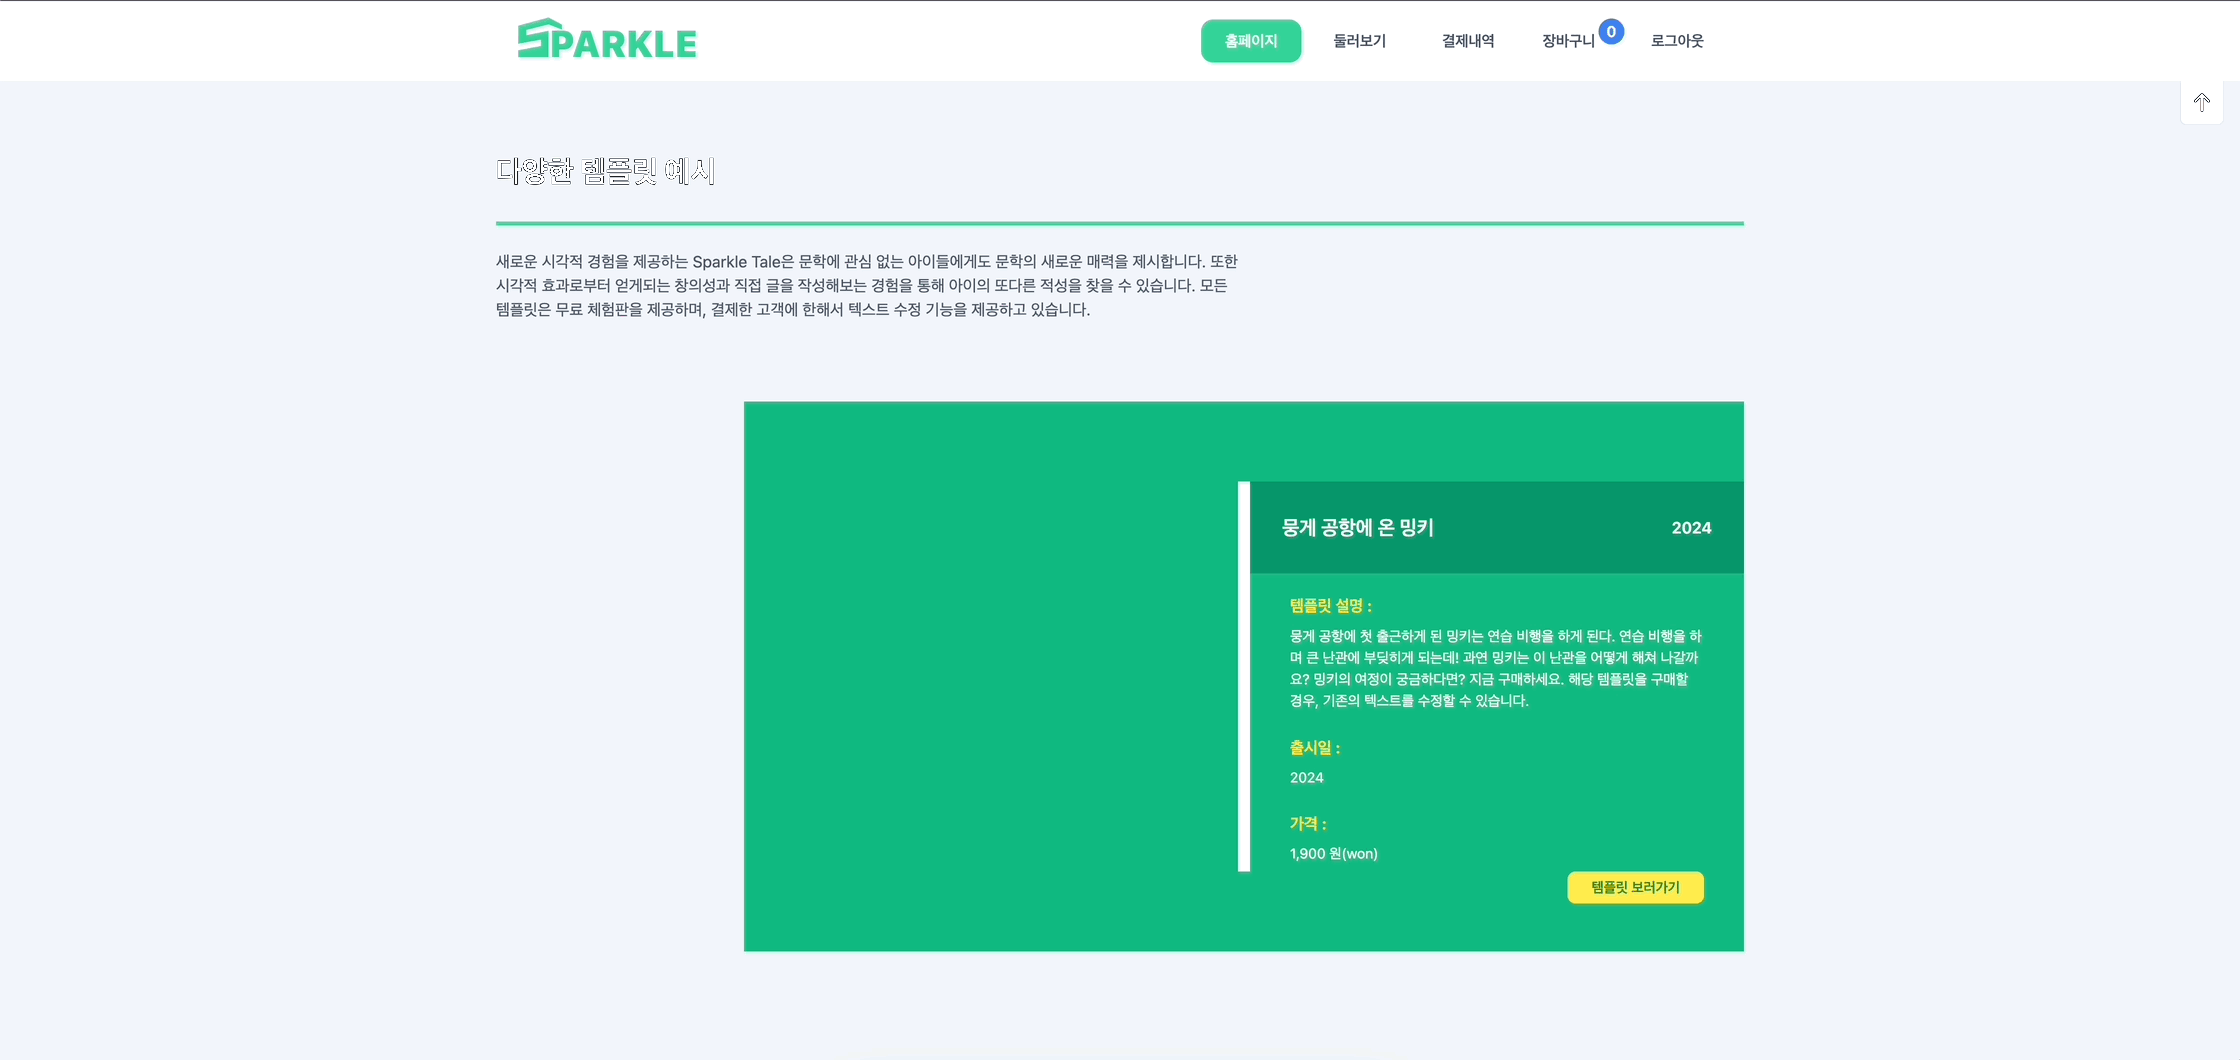 SPARKLE
홈페이지
둘러보기
결제내역
장바구니
0
로그아웃
다양한 템플릿 예시
새로운 시각적 경험을 제공하는 Sparkle Tale은 문학에 관심 없는 아이들에게도 문학의 새로운 매력을 제시합니다. 또한
시각적 효과로부터 얻게되는 창의성과 직접 글을 작성해보는 경험을 통해 아이의 또다른 적성을 찾을 수 있습니다. 모든
템플릿은 무료 체험판을 제공하며, 결제한 고객에 한해서 텍스트 수정 기능을 제공하고 있습니다.
뭉게 공항에 온 밍키
2024
템플릿 설명 :
뭉게 공항에 첫 출근하게 된 밍키는 연습 비행을 하게 된다. 연습 비행을 하
며 큰 난관에 부딪히게 되는데! 과연 밍키는 이 난관을 어떻게 해쳐 나갈까
요? 밍키의 여정이 궁금하다면? 지금 구매하세요. 해당 템플릿을 구매할
경우, 기존의 텍스트를 수정할 수 있습니다.
출시일 :
2024
가격 :
1,900 원(won)
템플릿 보러가기